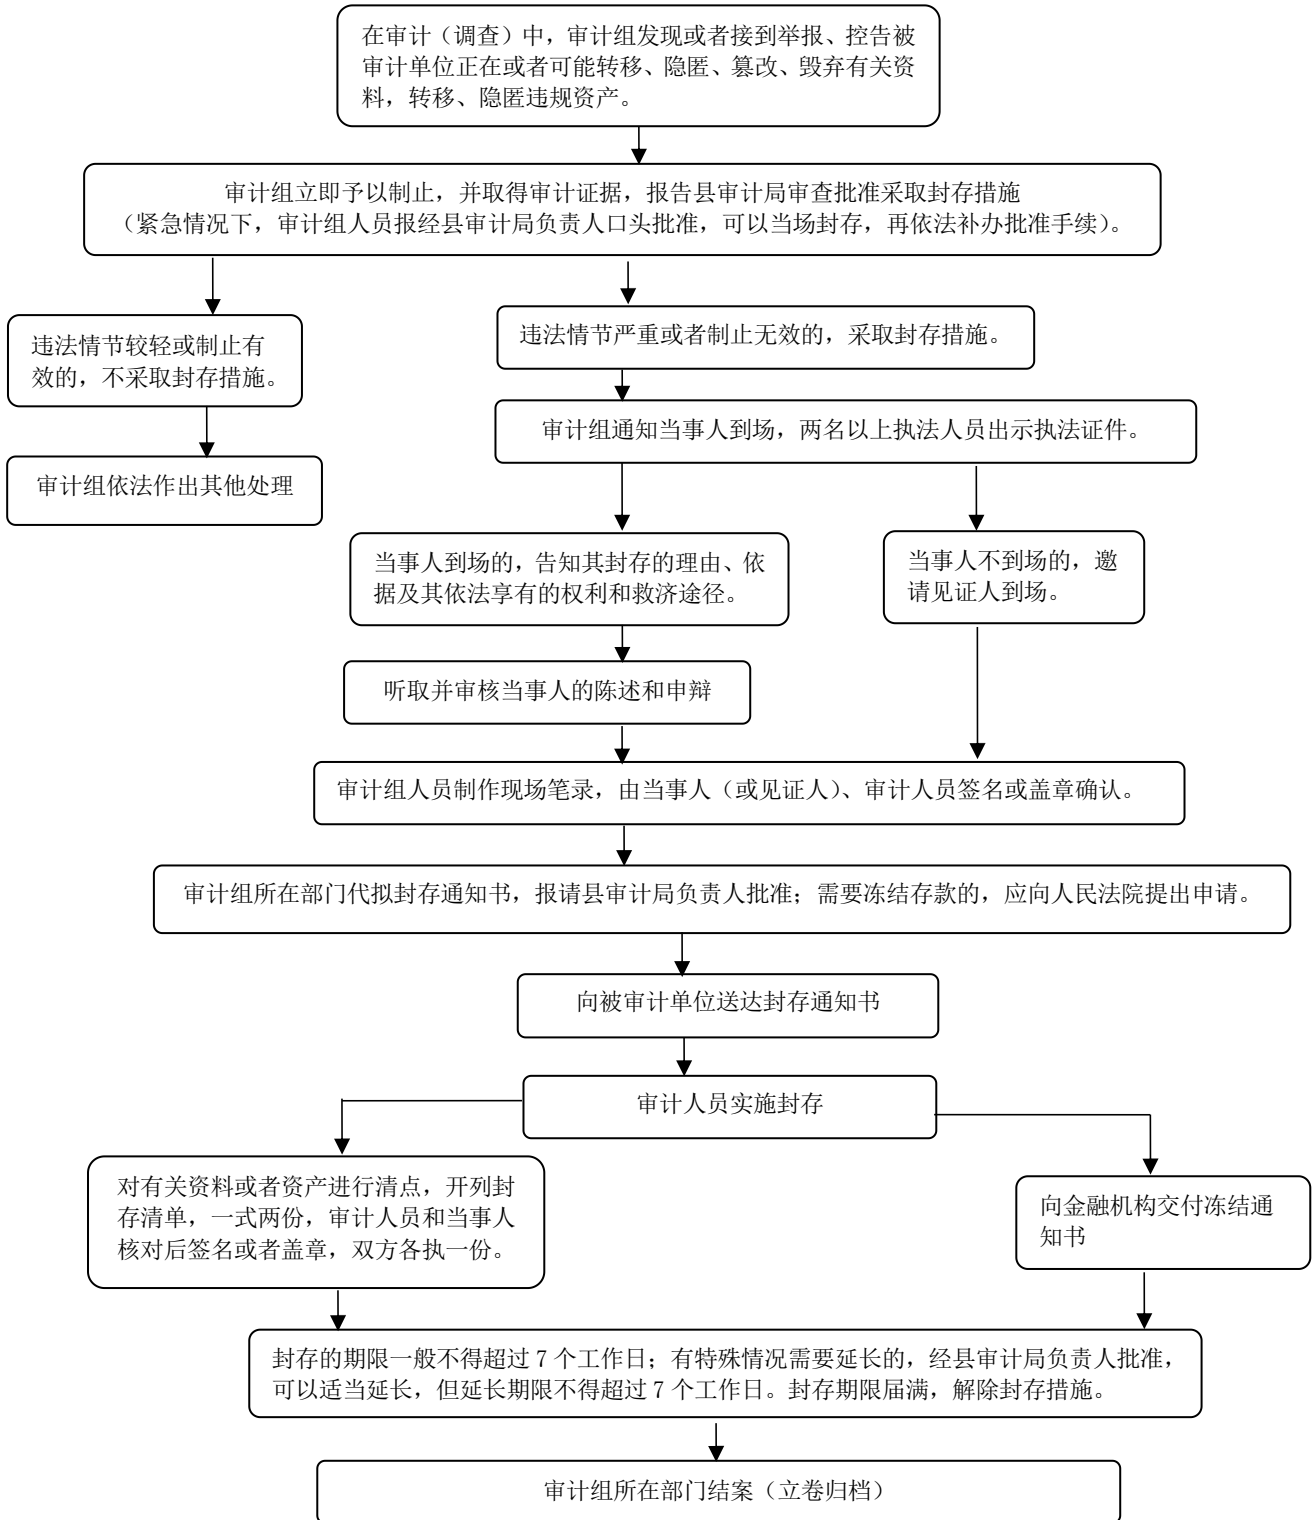 在审计（调查）中，审计组发现或者接到举报、控告被
审计单位正在或者可能转移、隐匿、篡改、毁弃有关资
料，转移、隐匿违规资产。
审计组立即予以制止，并取得审计证据，报告县审计局审查批准采取封存措施
（紧急情况下，审计组人员报经县审计局负责人口头批准，可以当场封存，再依法补办批准手续）。
违法情节较轻或制止有
效的，不采取封存措施。
审计组依法作出其他处理
违法情节严重或者制止无效的，采取封存措施。
审计组通知当事人到场，两名以上执法人员出示执法证件。
当事人到场的，告知其封存的理由、依
据及其依法享有的权利和救济途径。
当事人不到场的，邀
请见证人到场。
听取并审核当事人的陈述和申辩
审计组人员制作现场笔录，由当事人（或见证人）、审计人员签名或盖章确认。
审计组所在部门代拟封存通知书，报请县审计局负责人批准；需要冻结存款的，应向人民法院提出申请。
向被审计单位送达封存通知书
审计人员实施封存
对有关资料或者资产进行清点，开列封
存清单，一式两份，审计人员和当事人
核对后签名或者盖章，双方各执一份。
向金融机构交付冻结通
知书
封存的期限一般不得超过 7 个工作日；有特殊情况需要延长的，经县审计局负责人批准，
可以适当延长，但延长期限不得超过 7 个工作日。封存期限届满，解除封存措施。
审计组所在部门结案（立卷归档）